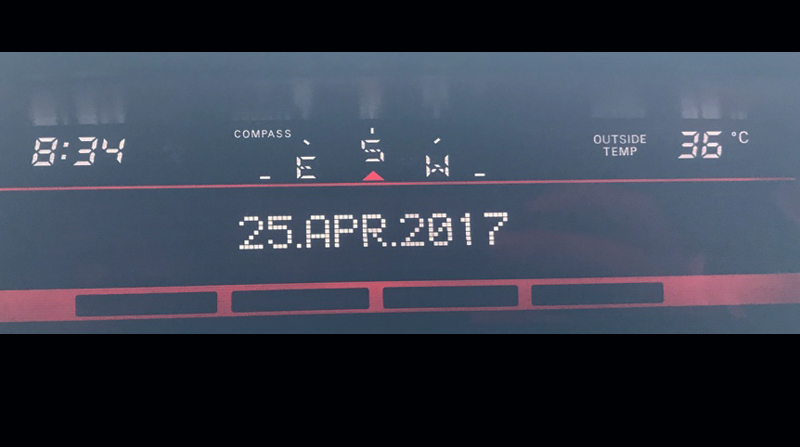 8:34 COMPASS E S W OUTSIDE TEMP 36 °C
25.APR.2017